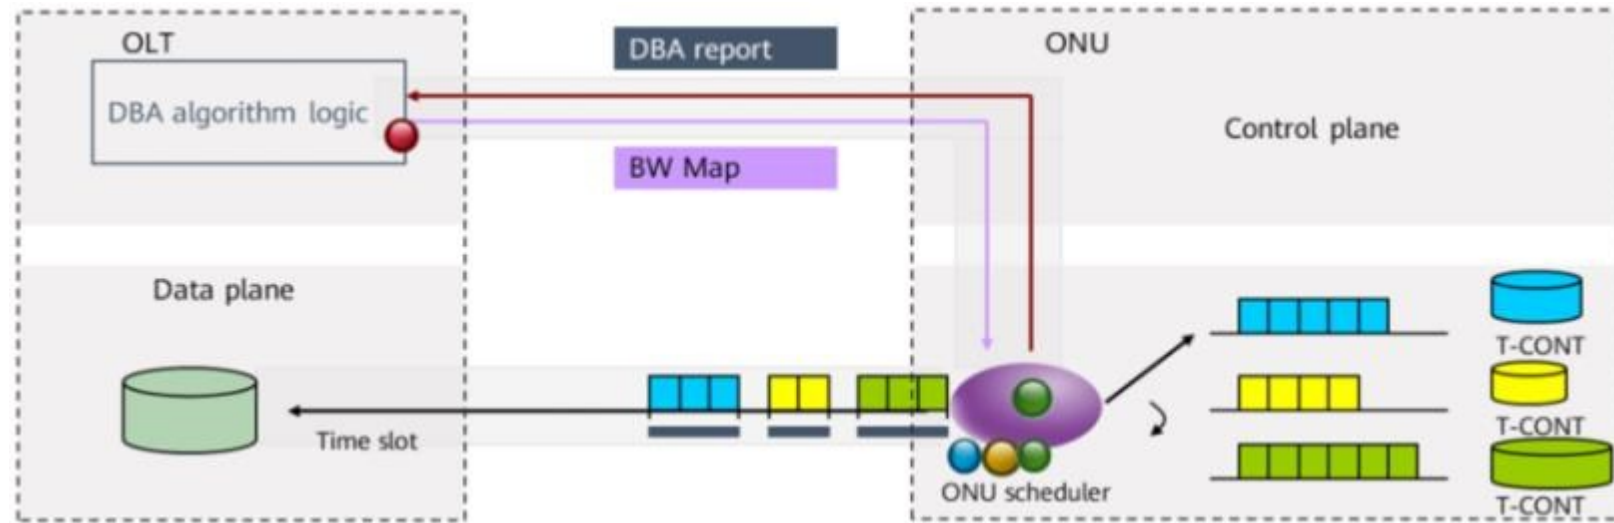 OLT
DBA report
ONU
DBA algorithm logic
Control plane
BW Map
Data plane
T-CONT
T-CONT
Time slot
ONU scheduler
T-CONT